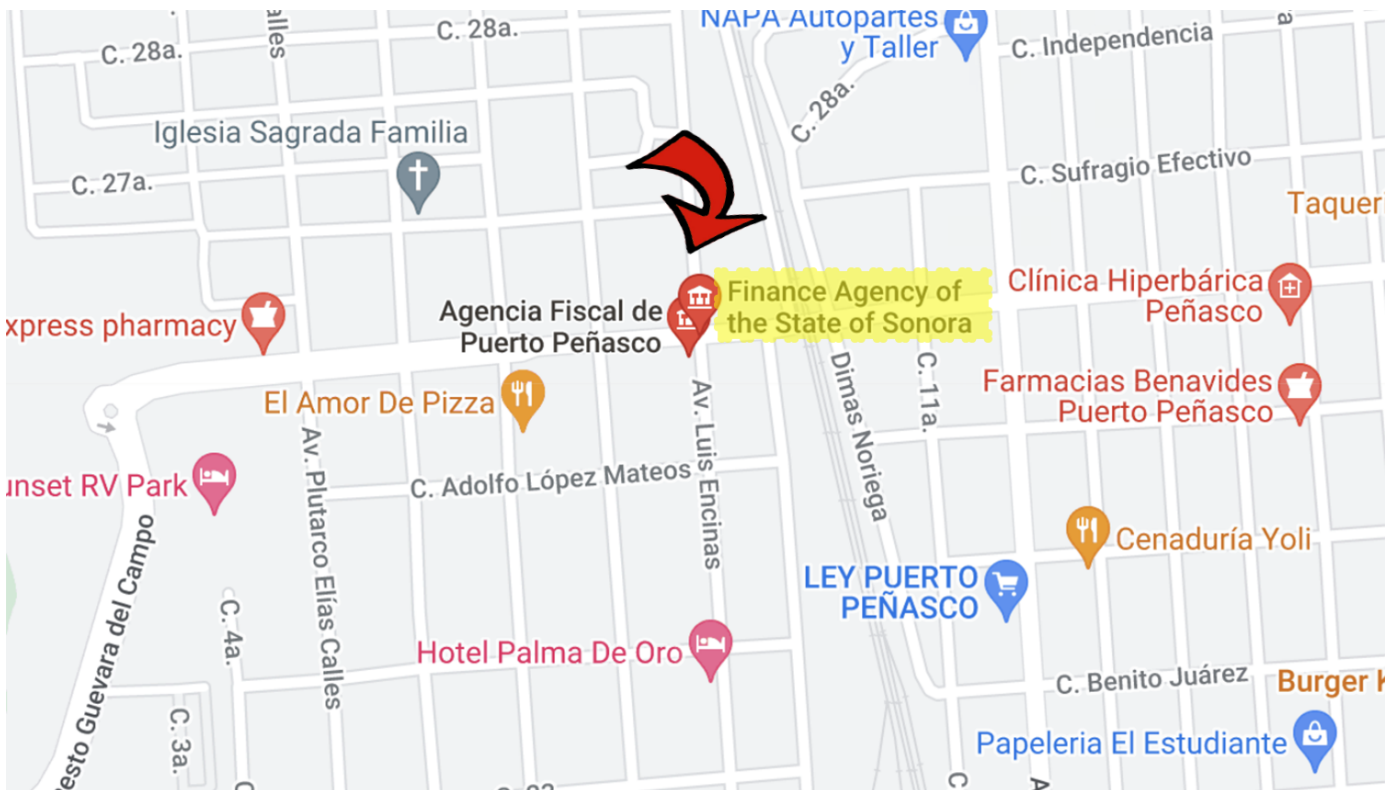 NAPA Autopartes
y Taller
C. Independencia
C. 28a.
C. 28a.
Calles
C. 28a.
Iglesia Sagrada Familia
C. 27a.
C. Sufragio Efectivo
Agencia Fiscal de
Puerto Peñasco
Finance Agency of
the State of Sonora
Clínica Hiperbárica
Peñasco
xpress pharmacy
El Amor De Pizza
Av. Luis Encinas
Dimas Noriega
C. 11a.
Farmacias Benavides
Puerto Peñasco
unset RV Park
Av. Plutarco Elías Calles
C. Adolfo López Mateos
Cenaduría Yoli
LEY PUERTO
PEÑASCO
esto Guevara del Campo
C. 4a.
Hotel Palma De Oro
C. Benito Juárez
Burger
C. 3a.
Papeleria El Estudiante